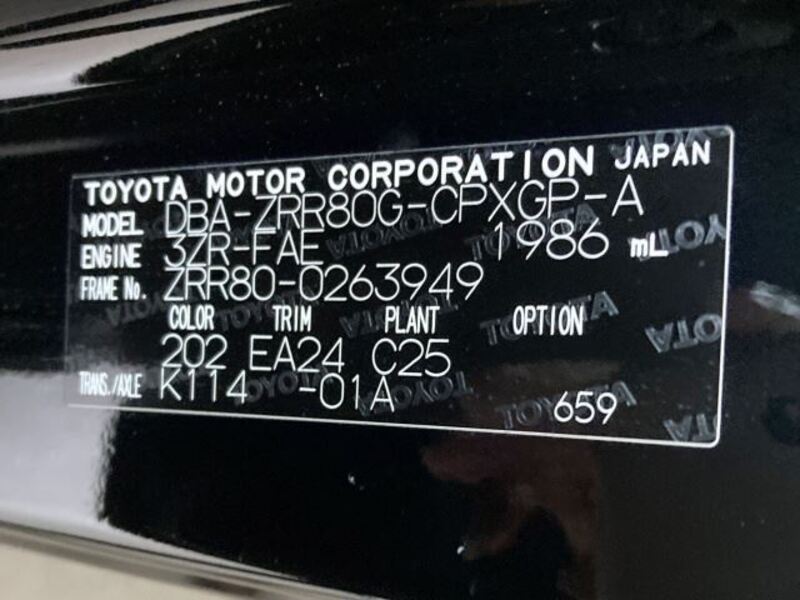 TOYOTA MOTOR CORPORATION JAPAN
MODEL DBA-ZRR80G-CPXGP-A
ENGINE 3ZR-FAE 1986 mL
FRAME No. ZRR80-0263949
COLOR TRIM PLANT OPTION
202 EA24 C25
TRANS./AXLE K114 -01A 659